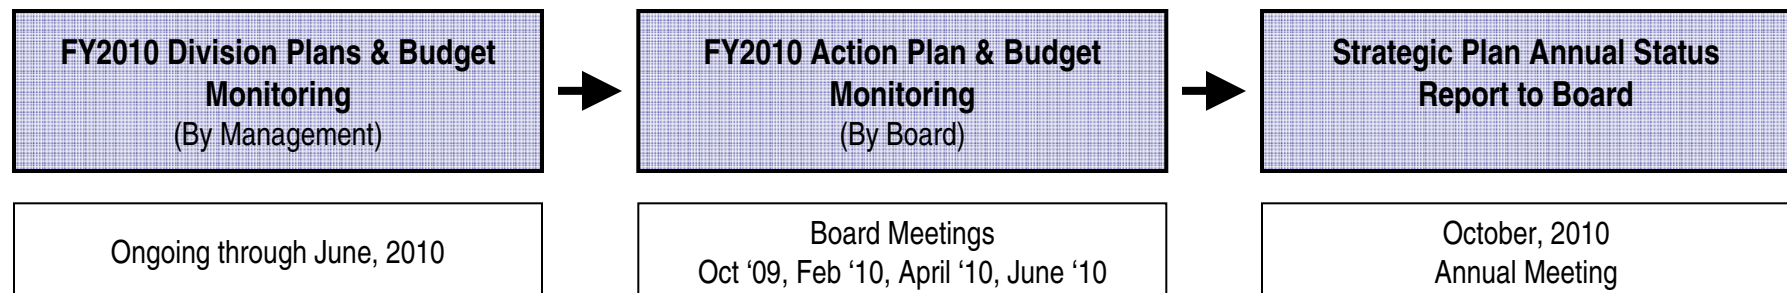 FY2010 Division Plans & Budget
Monitoring
(By Management)
FY2010 Action Plan & Budget
Monitoring
(By Board)
Strategic Plan Annual Status
Report to Board
Ongoing through June, 2010
Board Meetings
Oct ‘09, Feb ‘10, April ‘10, June ‘10
October, 2010
Annual Meeting